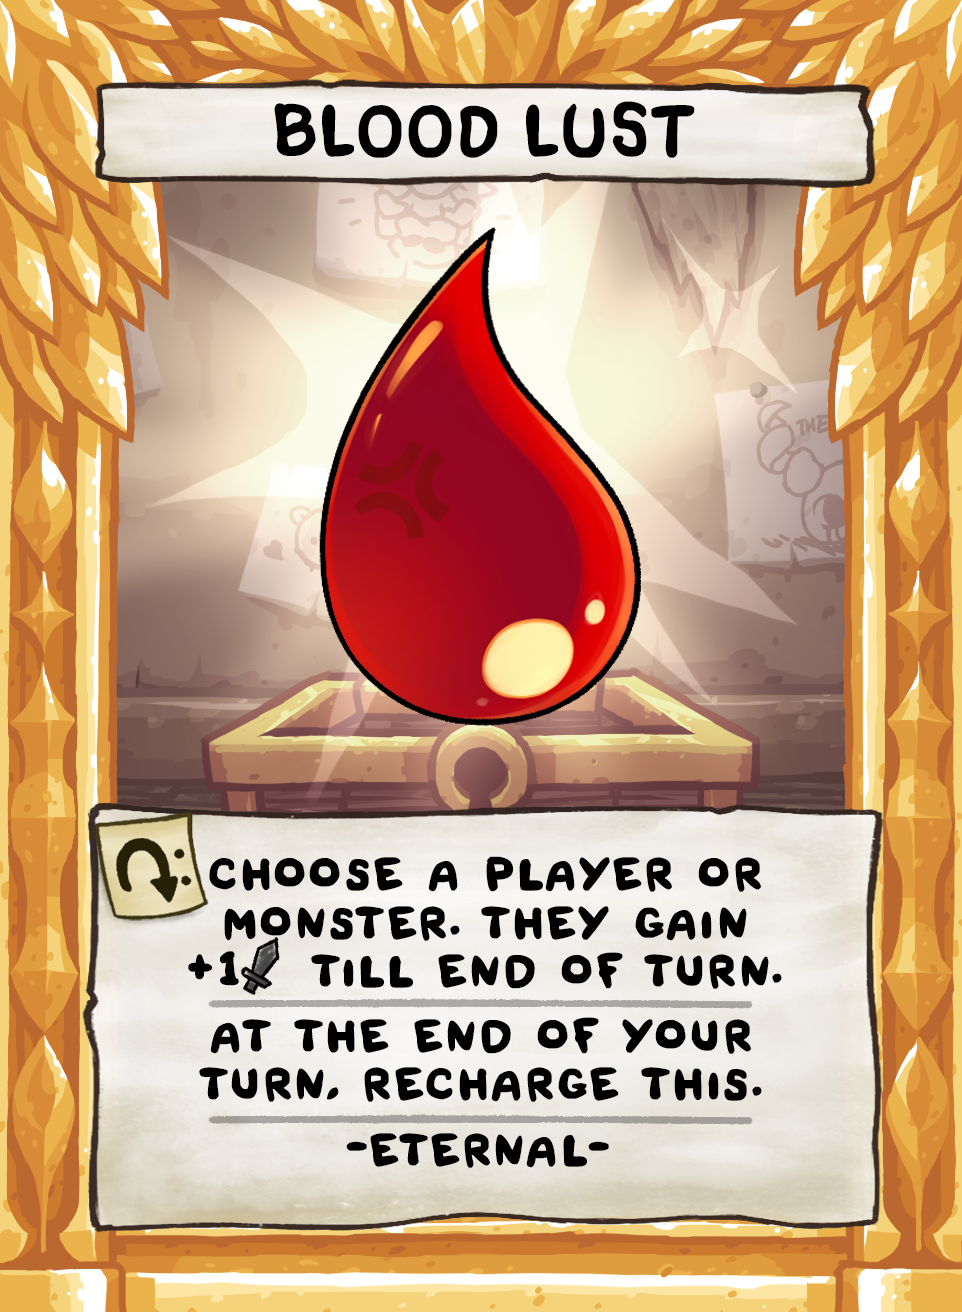 BLOOD LUST
THE
CHOOSE A PLAYER OR
MONSTER. THEY GAIN
+1 TILL END OF TURN.
AT THE END OF YOUR
TURN, RECHARGE THIS.
-ETERNAL-